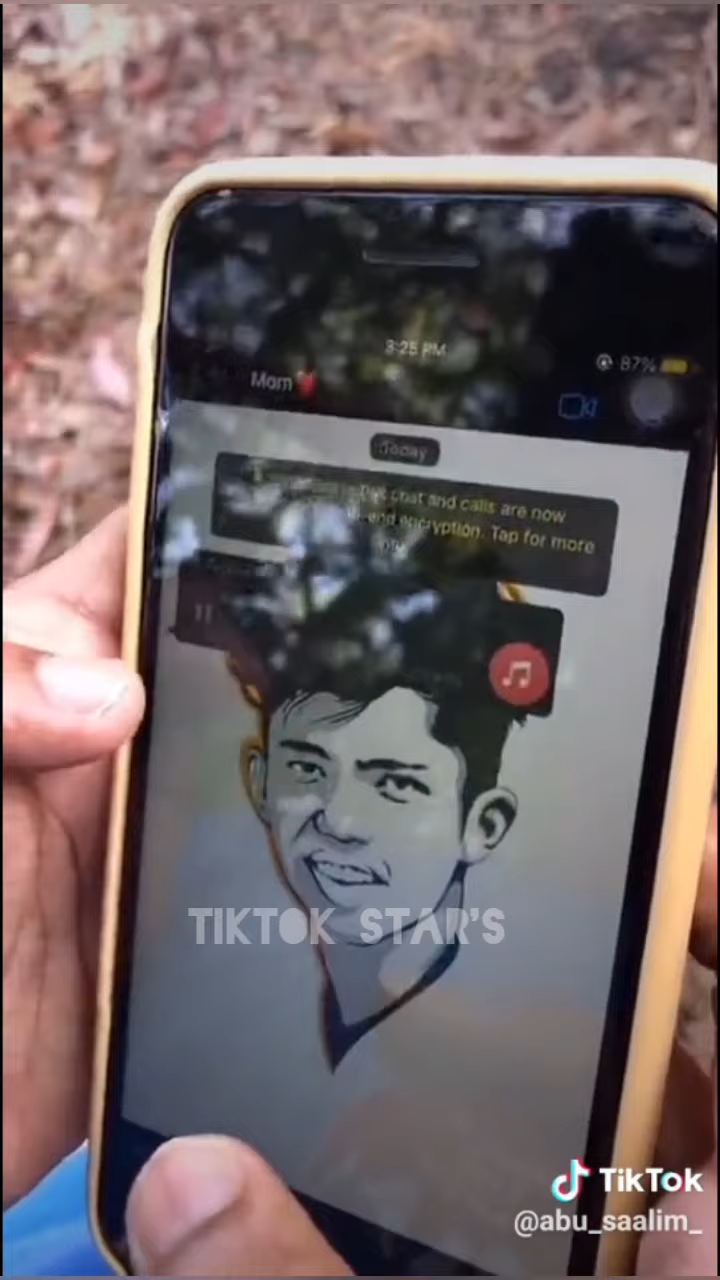 3:25 PM
87%
Mom
Today
chat and calls are now
end encryption. Tap for more
TIKTOK STAR'S
TikTok
@abu_saalim_